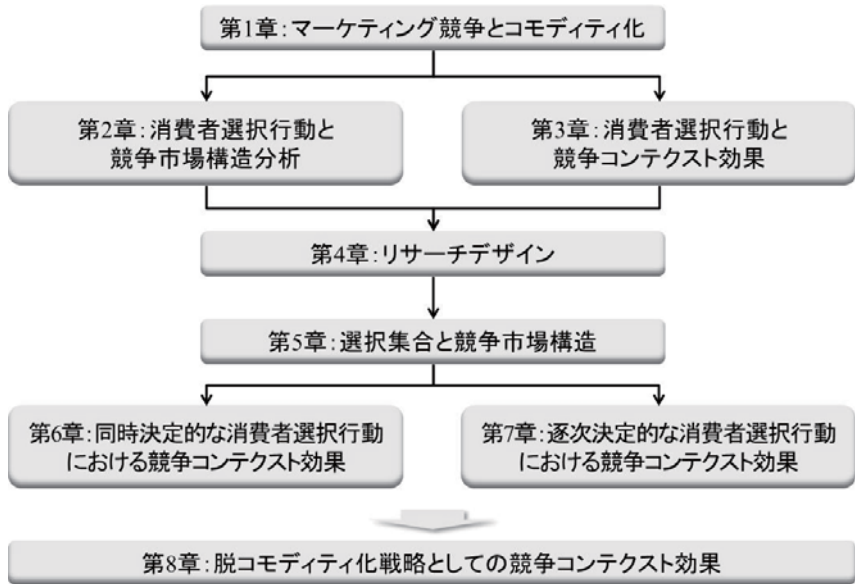 第1章：マーケティング競争とコモディティ化
第2章：消費者選択行動と
競争市場構造分析
第3章：消費者選択行動と
競争コンテクスト効果
第4章：リサーチデザイン
第5章：選択集合と競争市場構造
第6章：同時決定的な消費者選択行動
における競争コンテクスト効果
第7章：逐次決定的な消費者選択行動
における競争コンテクスト効果
第8章：脱コモディティ化戦略としての競争コンテクスト効果